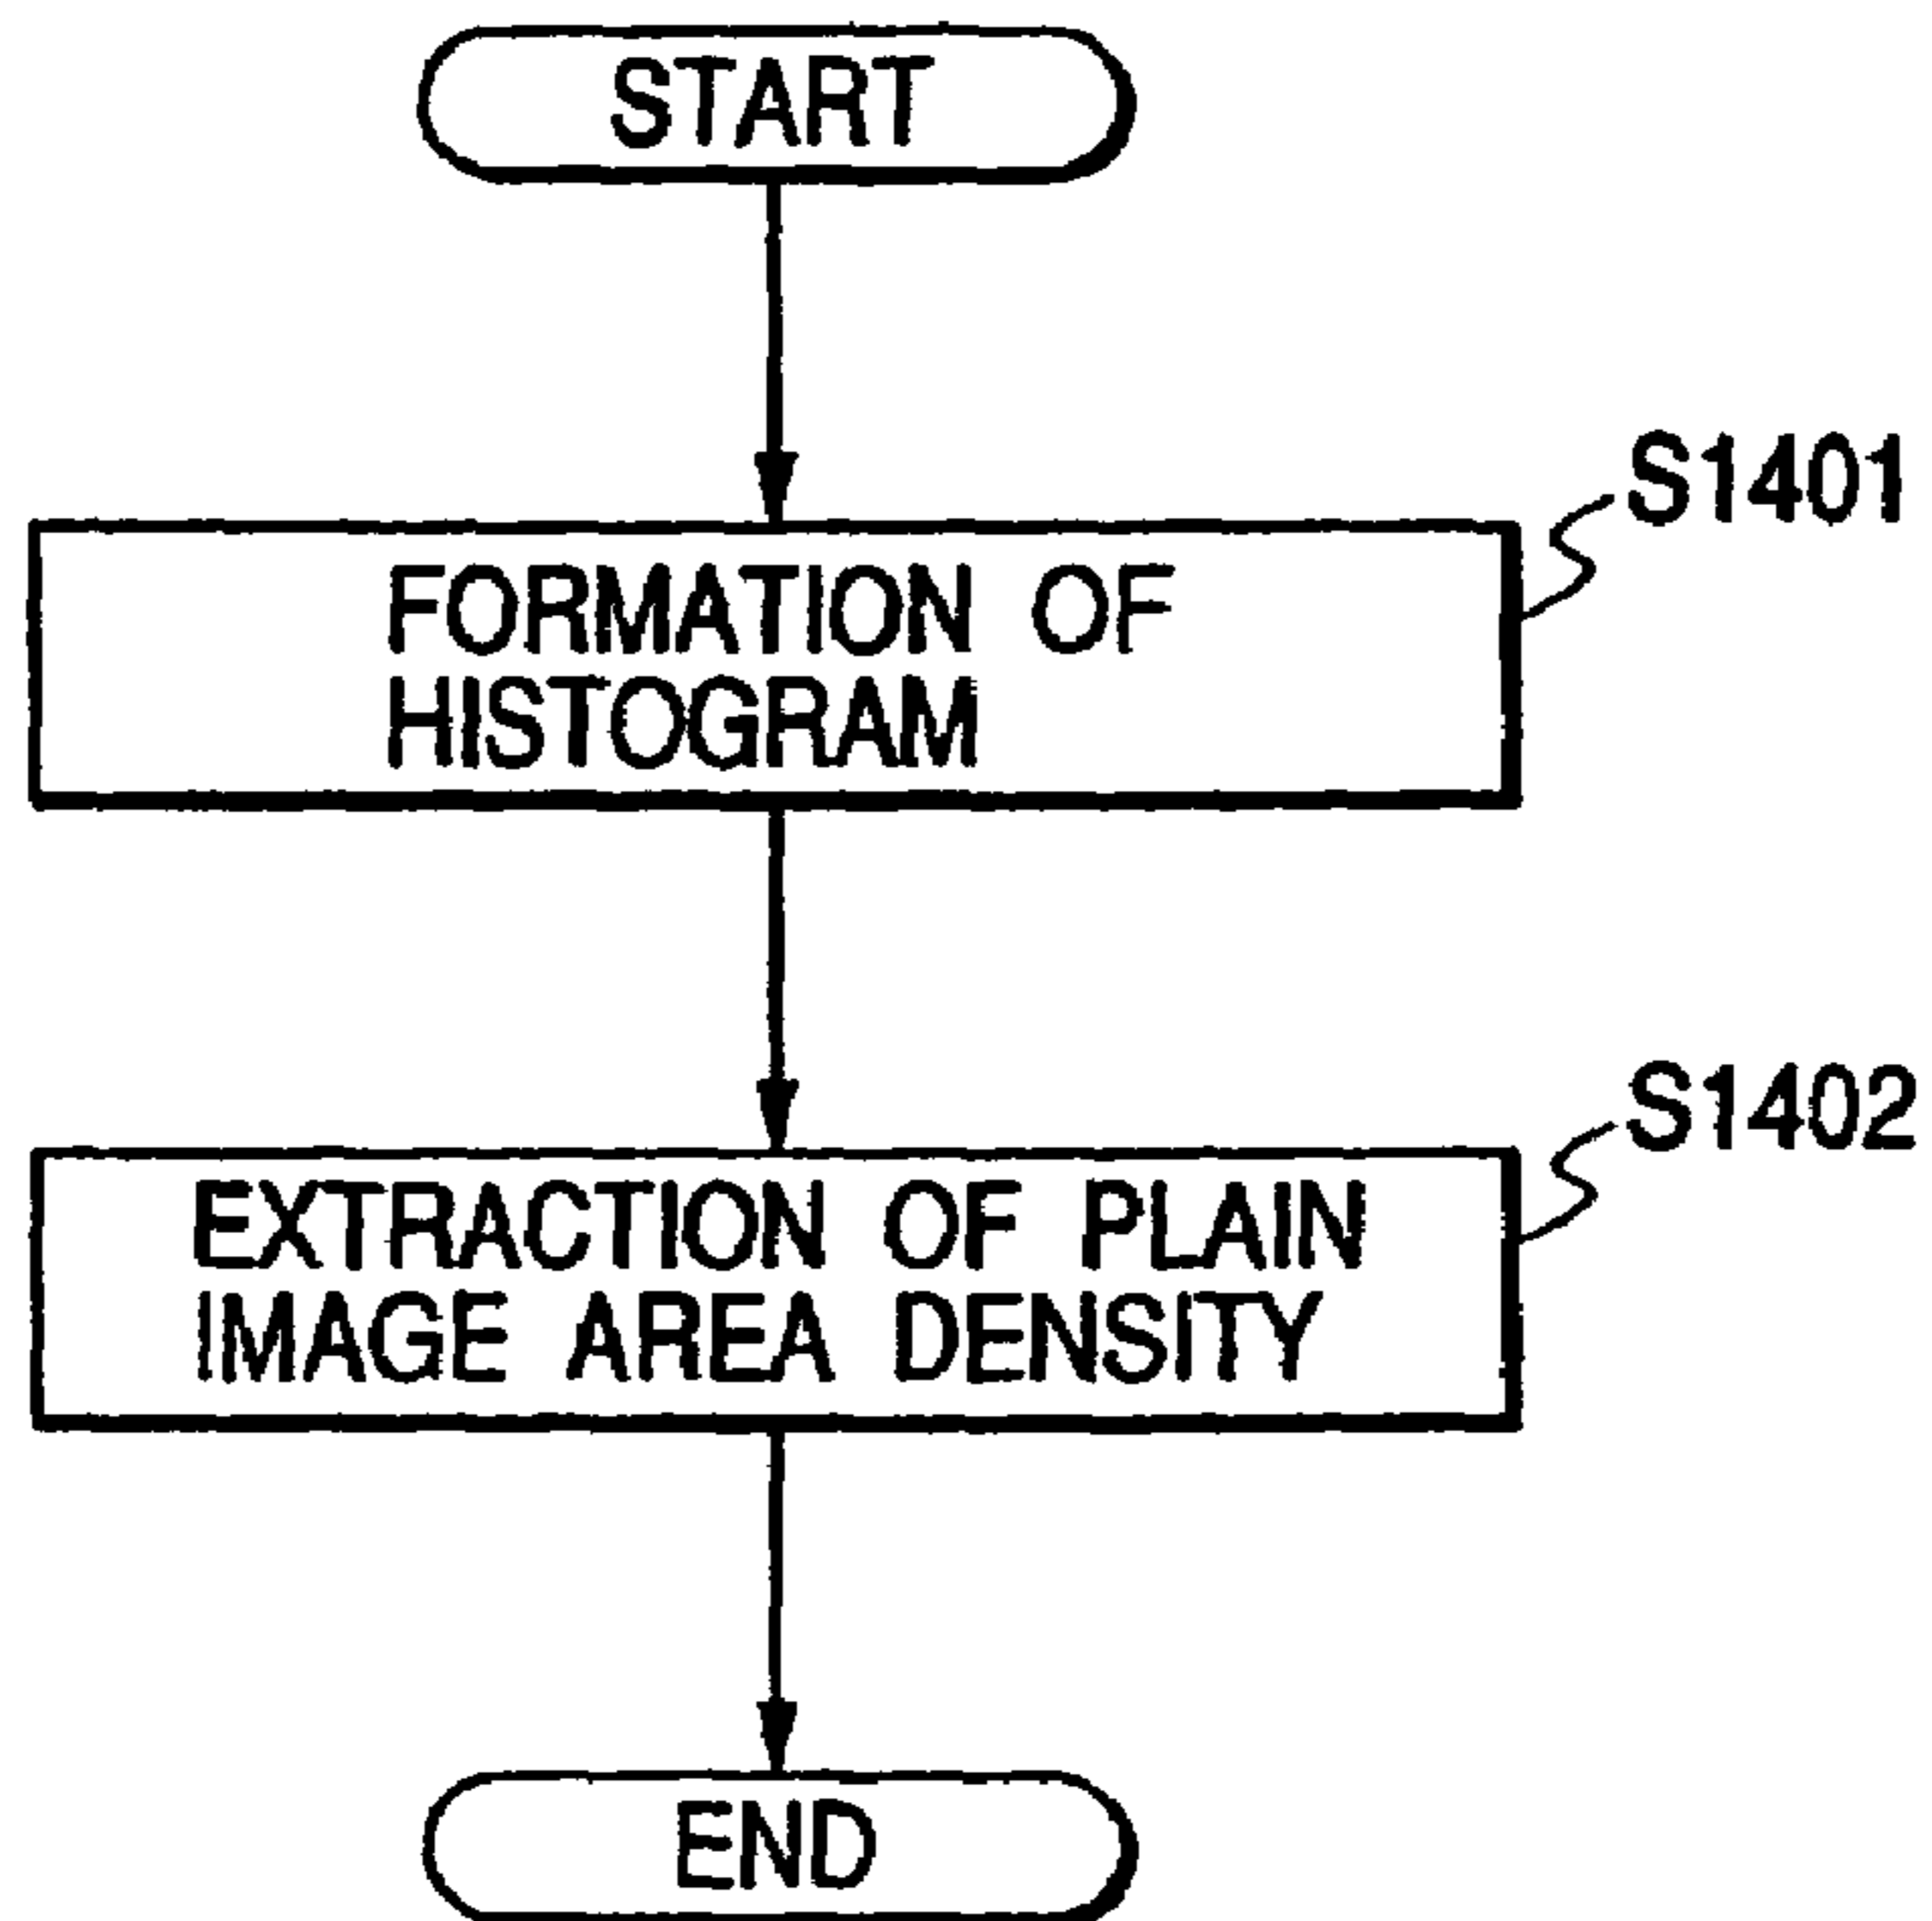 START
S1401
FORMATION OF
HISTOGRAM
S1402
EXTRACTION OF PLAIN
IMAGE AREA DENSITY
END